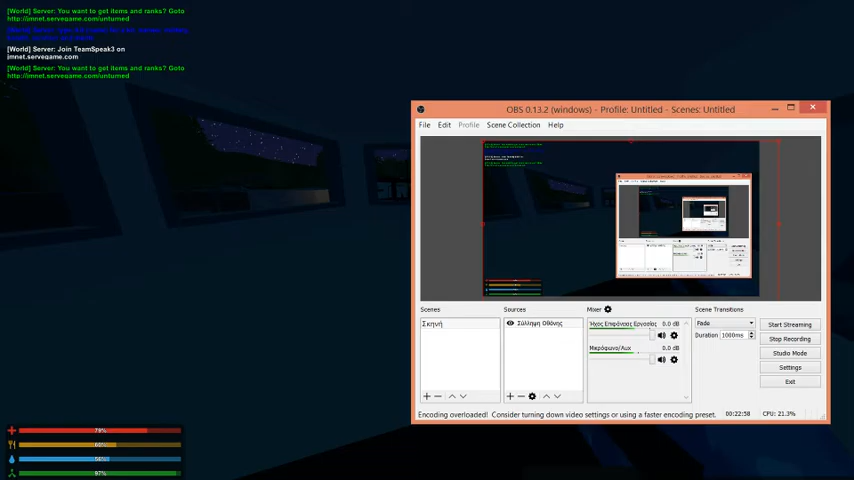 [World] Server: You want to get items and ranks? Goto
http://imnet.servegame.com/unturned
[World] Server: Join TeamSpeak3 on
imnet.servegame.com
[World] Server: You want to get items and ranks? Goto
http://imnet.servegame.com/unturned
OBS 0.13.2 (windows) - Profile: Untitled - Scenes: Untitled
File Edit Profile Scene Collection Help
Scenes Sources Mixer Scene Transitions
Σκηνή
Σύλληψη Οθόνης
Ήχος Επιφάνειας Εργασίας 0.0 dB
Μικρόφωνο/Aux 0.0 dB
Fade
Duration 1000ms
Start Streaming
Stop Recording
Studio Mode
Settings
Exit
Encoding overloaded! Consider turning down video settings or using a faster encoding preset. 00:22:58 CPU: 21.3%
79%
97%